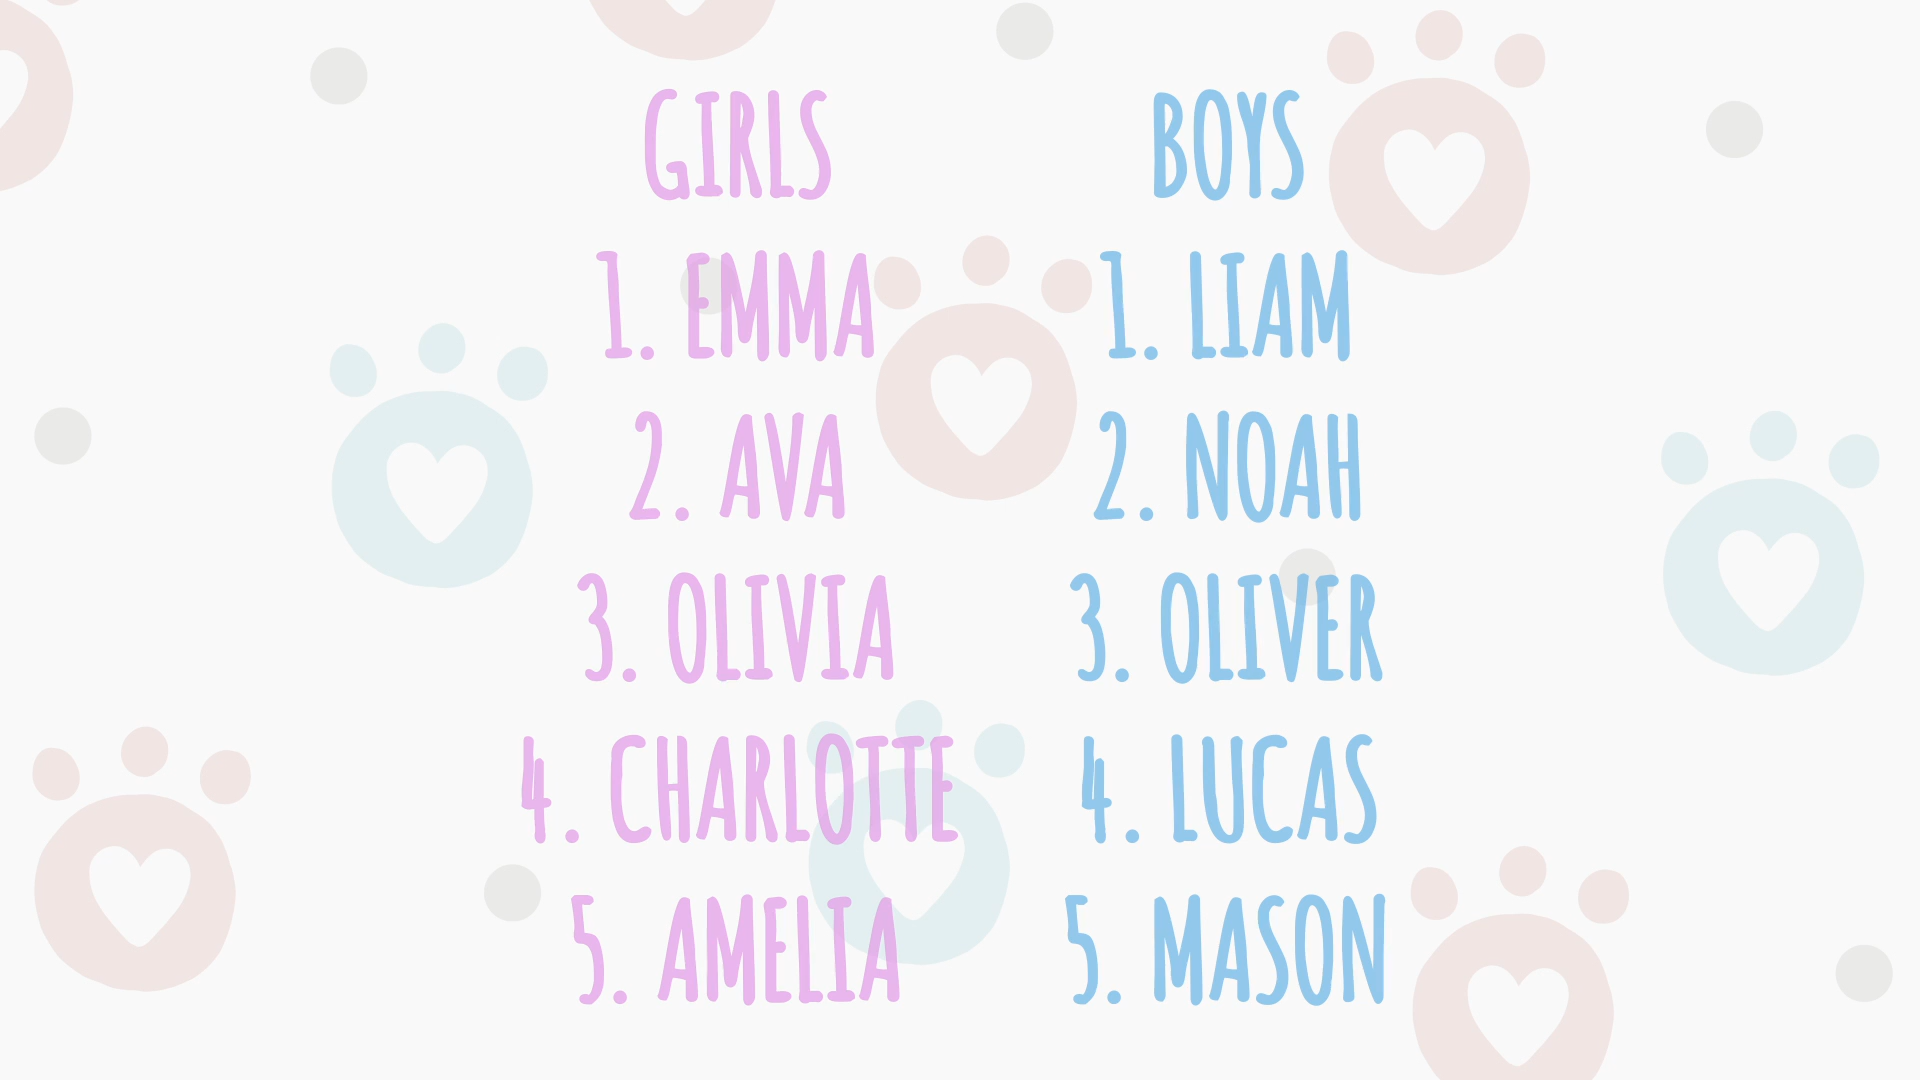 GIRLS
1. EMMA
2. AVA
3. OLIVIA
4. CHARLOTTE
5. AMELIA
BOYS
1. LIAM
2. NOAH
3. OLIVER
4. LUCAS
5. MASON